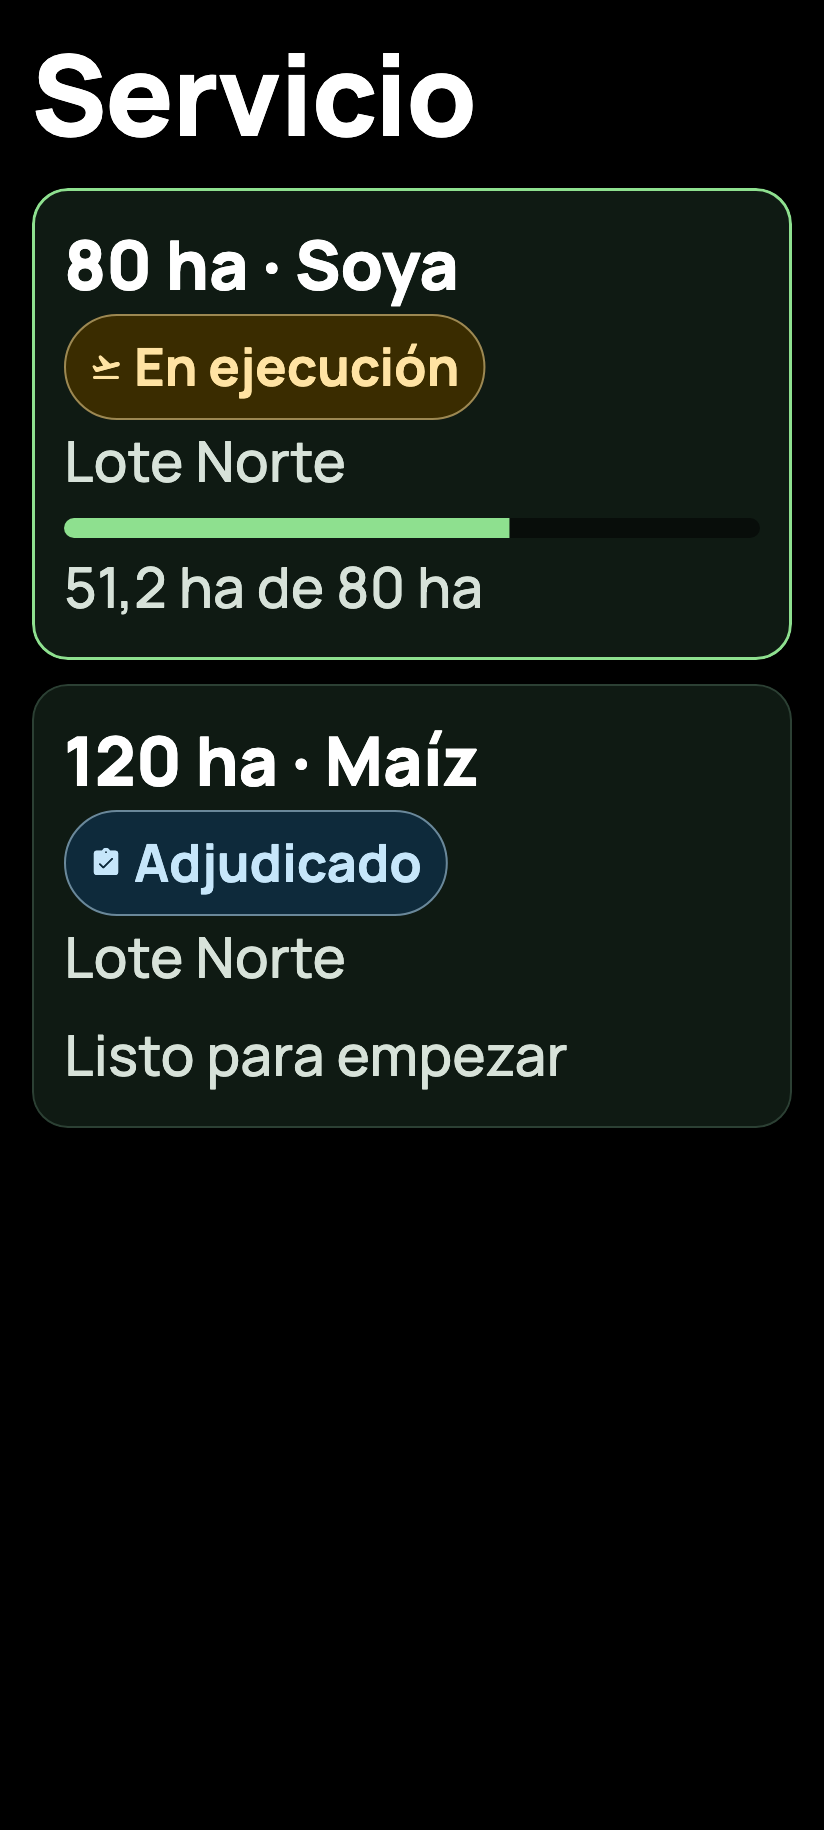 Servicio
80 ha · Soya
En ejecución
Lote Norte
51,2 ha de 80 ha
120 ha · Maíz
Adjudicado
Lote Norte
Listo para empezar